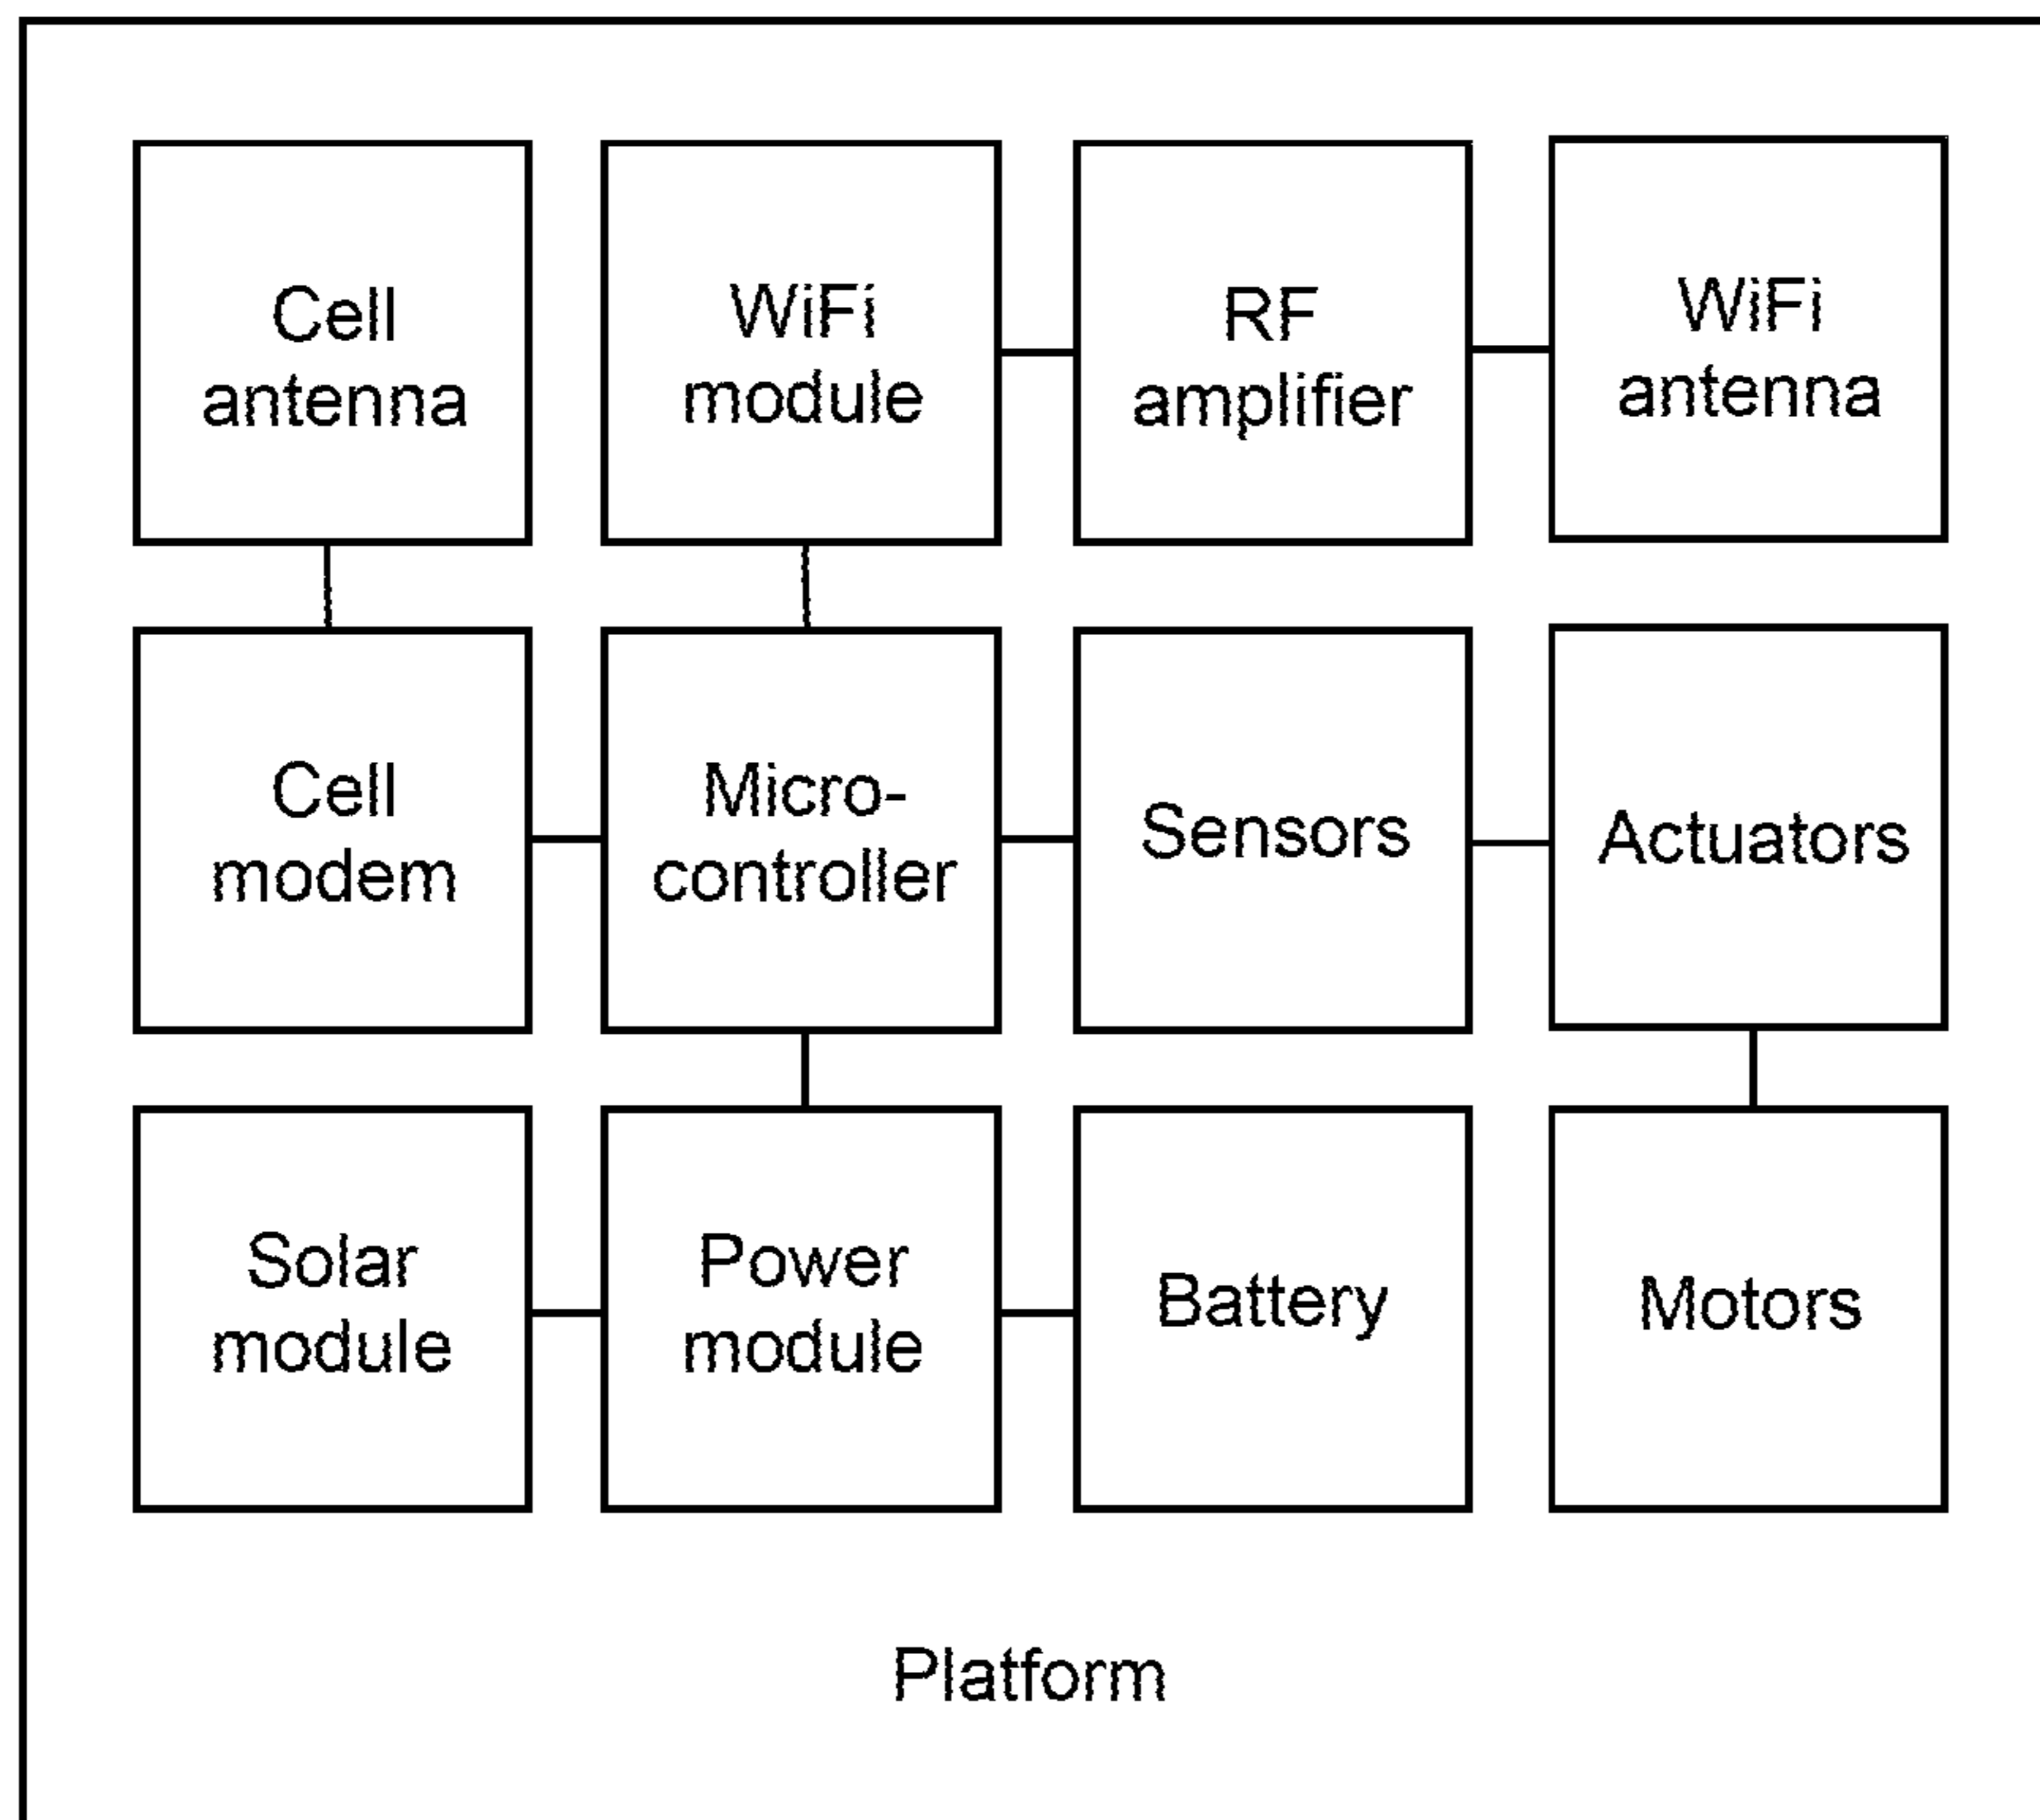 Cell
antenna
WiFi
module
RF
amplifier
WiFi
antenna
Cell
modem
Micro-
controller
Sensors
Actuators
Solar
module
Power
module
Battery
Motors
Platform